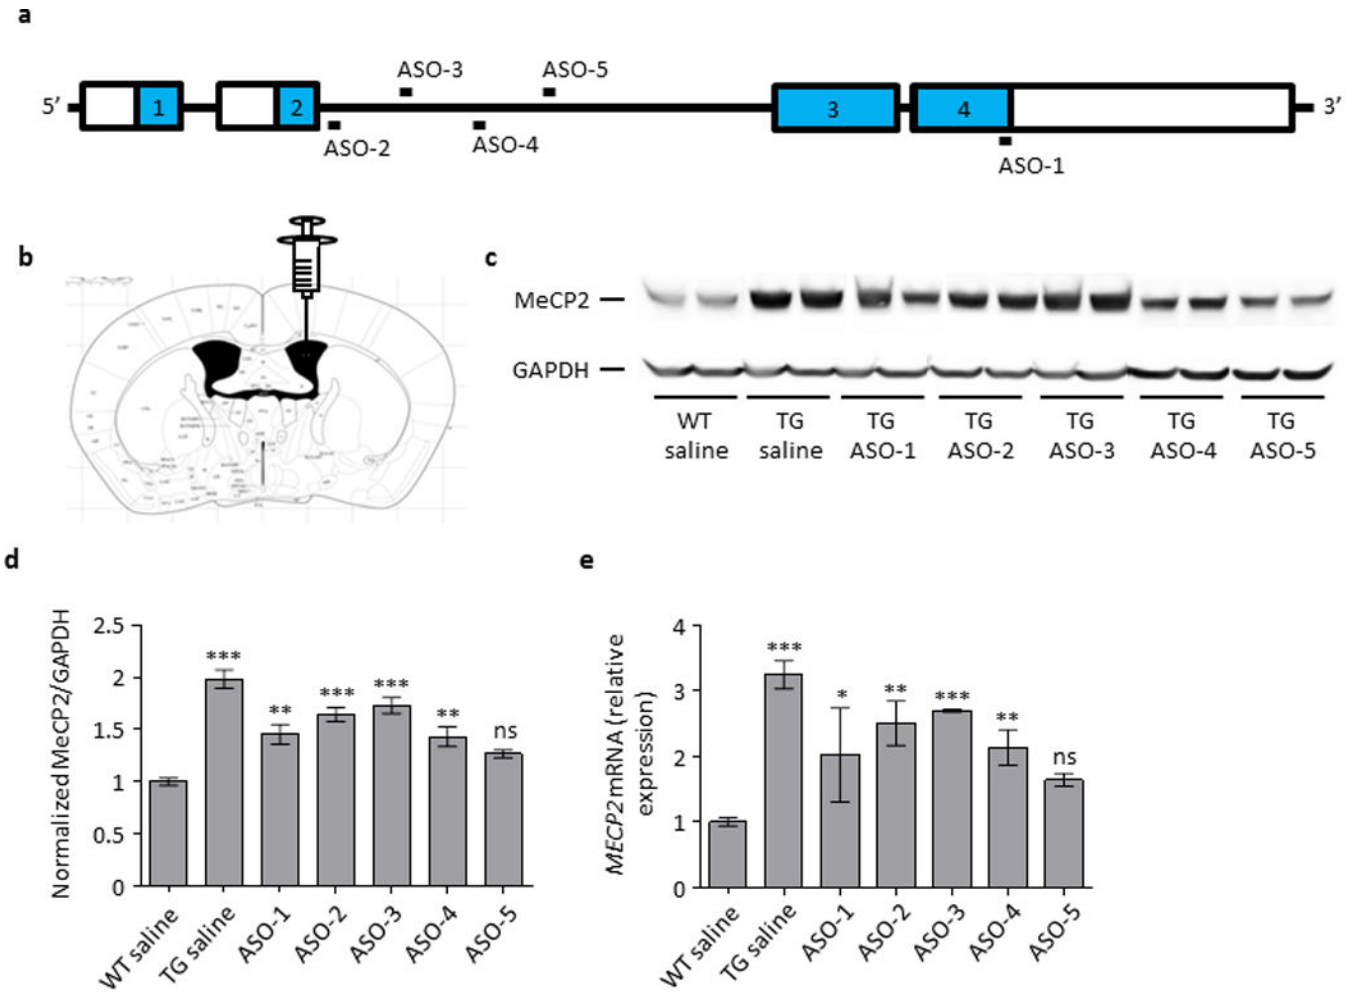 a
ASO-3 ASO-5
5’ 1 2 3 4 3’
ASO-2 ASO-4 ASO-1
b
c
MeCP2
GAPDH
WT TG TG TG TG TG TG
saline saline ASO-1 ASO-2 ASO-3 ASO-4 ASO-5
d
Normalized MeCP2/GAPDH
2.5
2
1.5
1
0.5
0
*** ** *** *** ** ns
WT saline
TG saline
ASO-1
ASO-2
ASO-3
ASO-4
ASO-5
e
MECP2 mRNA (relative
expression)
4
3
2
1
0
*** * ** *** ** ns
WT saline
TG saline
ASO-1
ASO-2
ASO-3
ASO-4
ASO-5